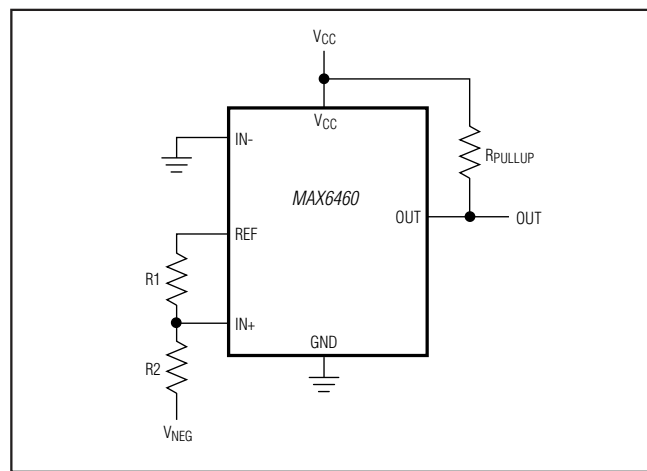 VCC
VCC
IN-
RPULLUP
MAX6460
OUT
OUT
REF
R1
IN+
GND
R2
VNEG